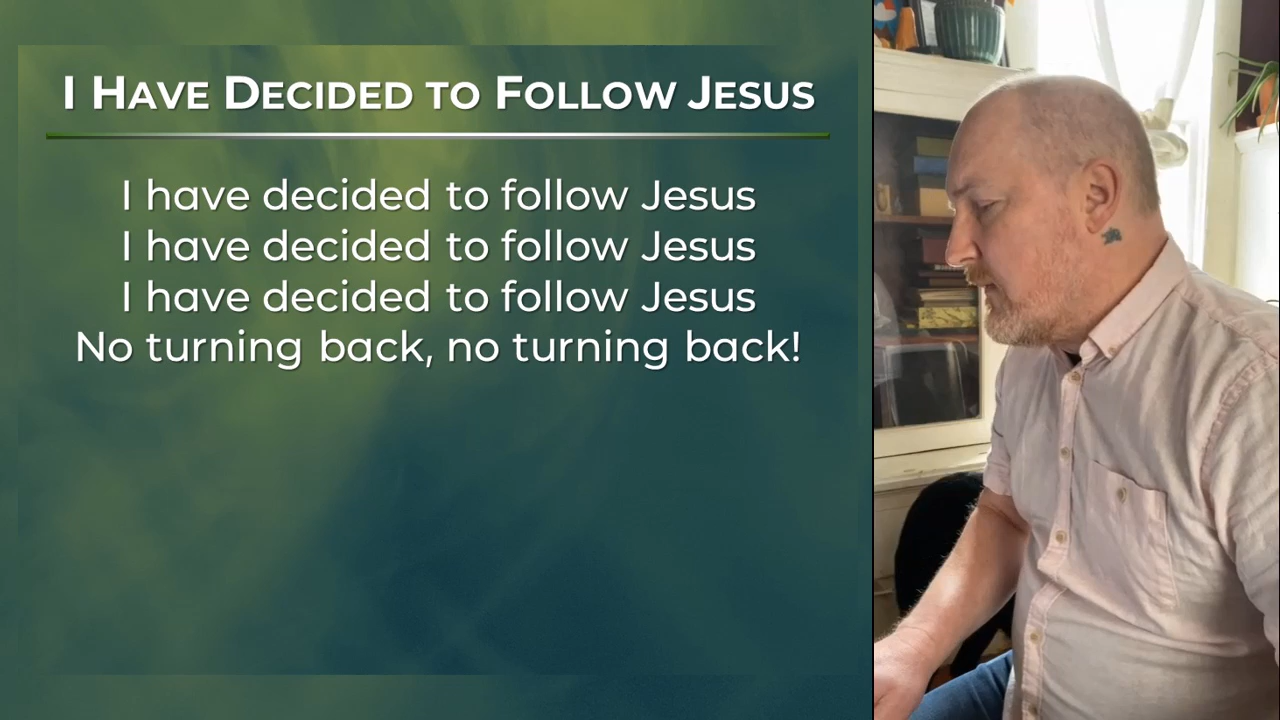 I Have Decided to Follow Jesus
I have decided to follow Jesus
I have decided to follow Jesus
I have decided to follow Jesus
No turning back, no turning back!